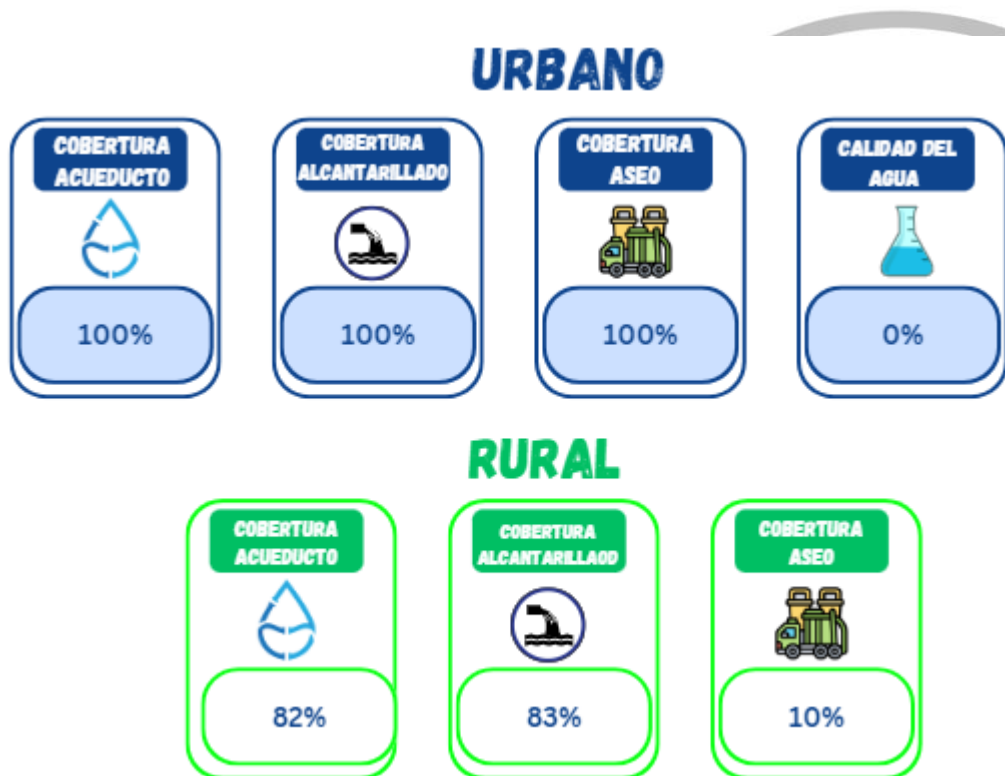 URBANO
COBERTURA
ACUEDUCTO
100%
COBERTURA
ALCANTARILLADO
100%
COBERTURA
ASEO
100%
CALIDAD DEL
AGUA
0%
RURAL
COBERTURA
ACUEDUCTO
82%
COBERTURA
ALCANTARILLAOD
83%
COBERTURA
ASEO
10%